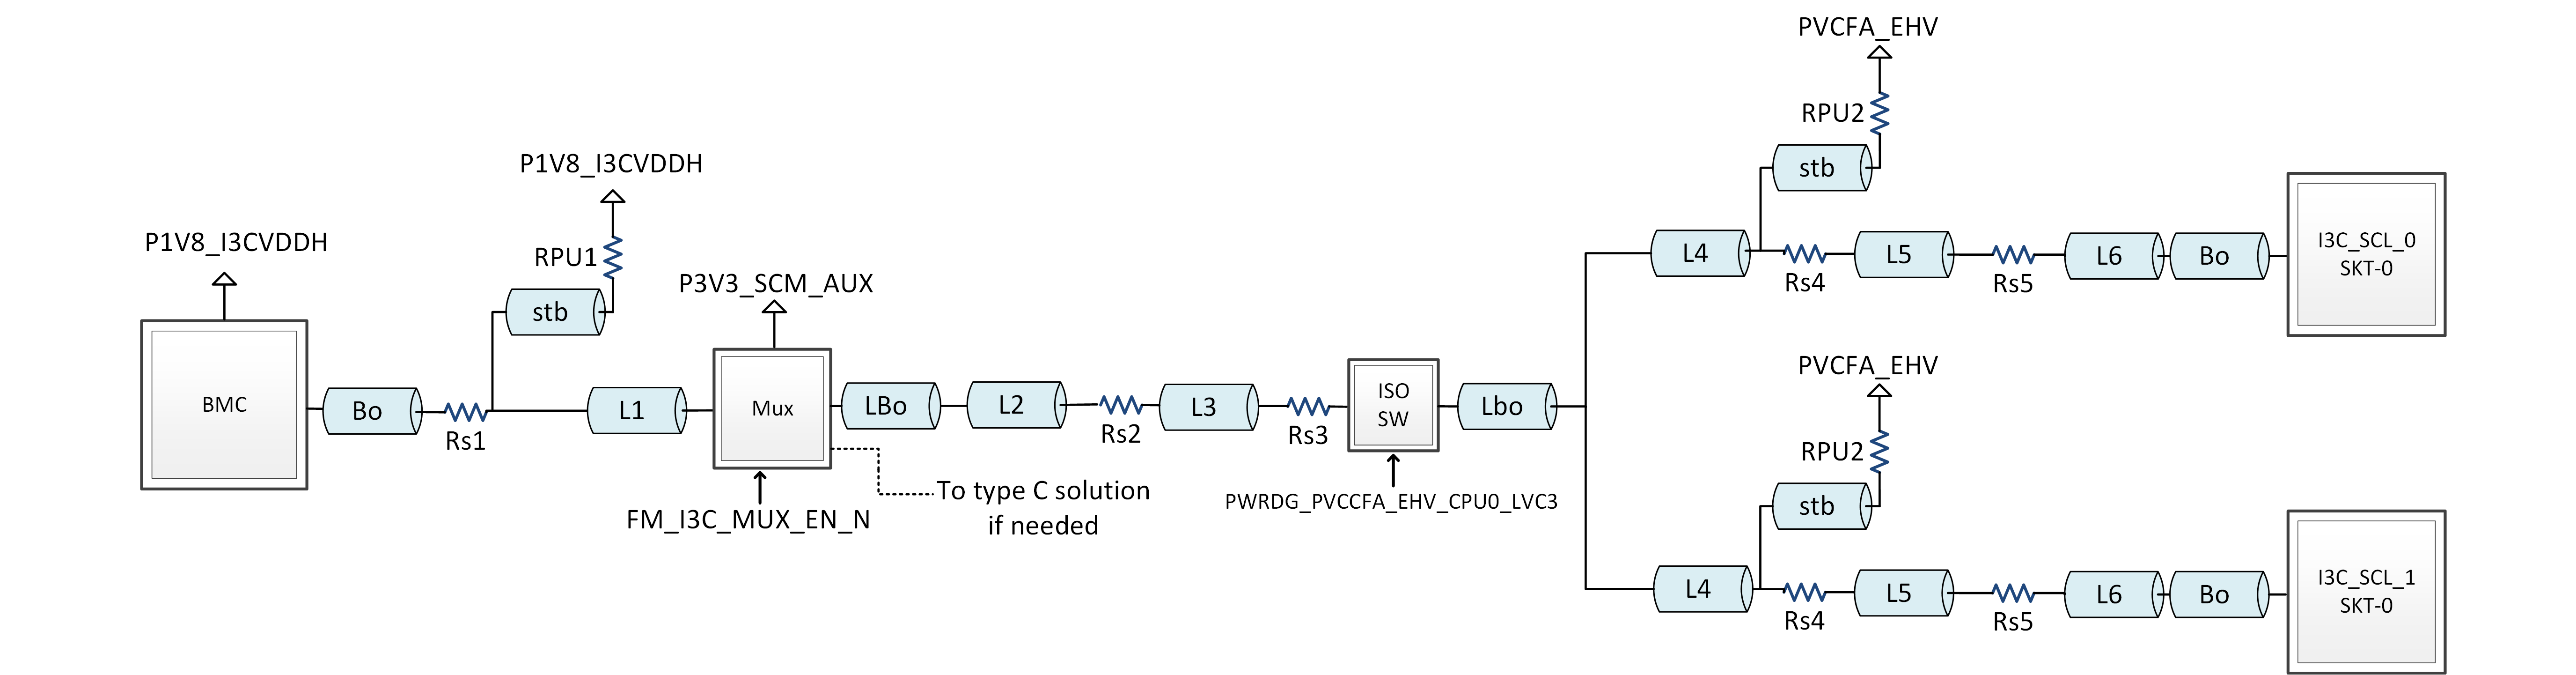 PVCFA_EHV
RPU2
stb
P1V8_I3CVDDH
P1V8_I3CVDDH
RPU1
stb
P3V3_SCM_AUX
L4
Rs4
L5
Rs5
L6
Bo
I3C_SCL_0
SKT-0
BMC
Bo
Rs1
L1
Mux
LBo
L2
Rs2
L3
Rs3
ISO
SW
Lbo
FM_I3C_MUX_EN_N
To type C solution
if needed
PWRDG_PVCCFA_EHV_CPU0_LVC3
PVCFA_EHV
RPU2
stb
L4
Rs4
L5
Rs5
L6
Bo
I3C_SCL_1
SKT-0